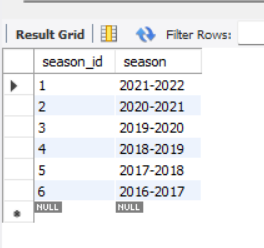 Result Grid Filter Rows:
season_id season
1 2021-2022
2 2020-2021
3 2019-2020
4 2018-2019
5 2017-2018
6 2016-2017
NULL NULL